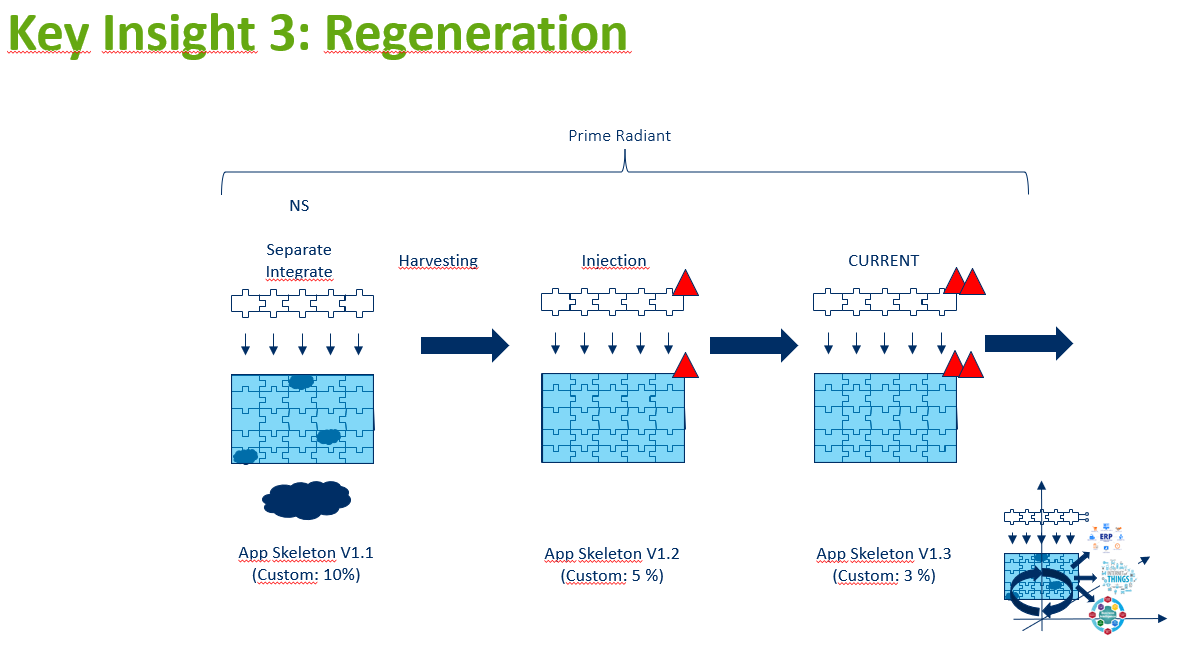 Key Insight 3: Regeneration
Prime Radiant
NS
Separate
Integrate
Harvesting
Injection
CURRENT
App Skeleton V1.1
(Custom: 10%)
App Skeleton V1.2
(Custom: 5 %)
App Skeleton V1.3
(Custom: 3 %)
ERP
INTERNET
THINGS